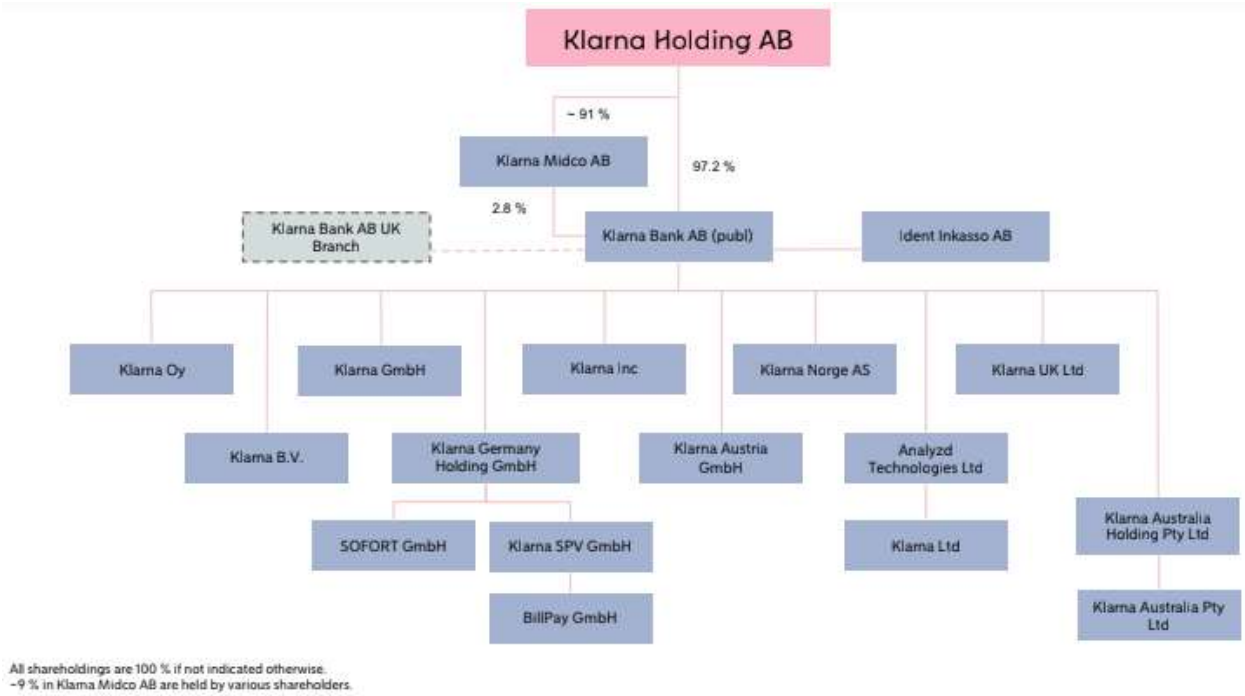 Klarna Holding AB
~ 91 %
Klarna Midco AB
97.2 %
2.8 %
Klarna Bank AB UK
Branch
Klarna Bank AB (publ)
Ident Inkasso AB
Klarna Oy
Klarna GmbH
Klarna Inc
Klarna Norge AS
Klarna UK Ltd
Klarna B.V.
Klarna Germany
Holding GmbH
Klarna Austria
GmbH
Analyzd
Technologies Ltd
SOFORT GmbH
Klarna SPV GmbH
Klarna Ltd
Klarna Australia
Holding Pty Ltd
BillPay GmbH
Klarna Australia Pty
Ltd
All shareholdings are 100 % if not indicated otherwise.
~9 % in Klarna Midco AB are held by various shareholders.